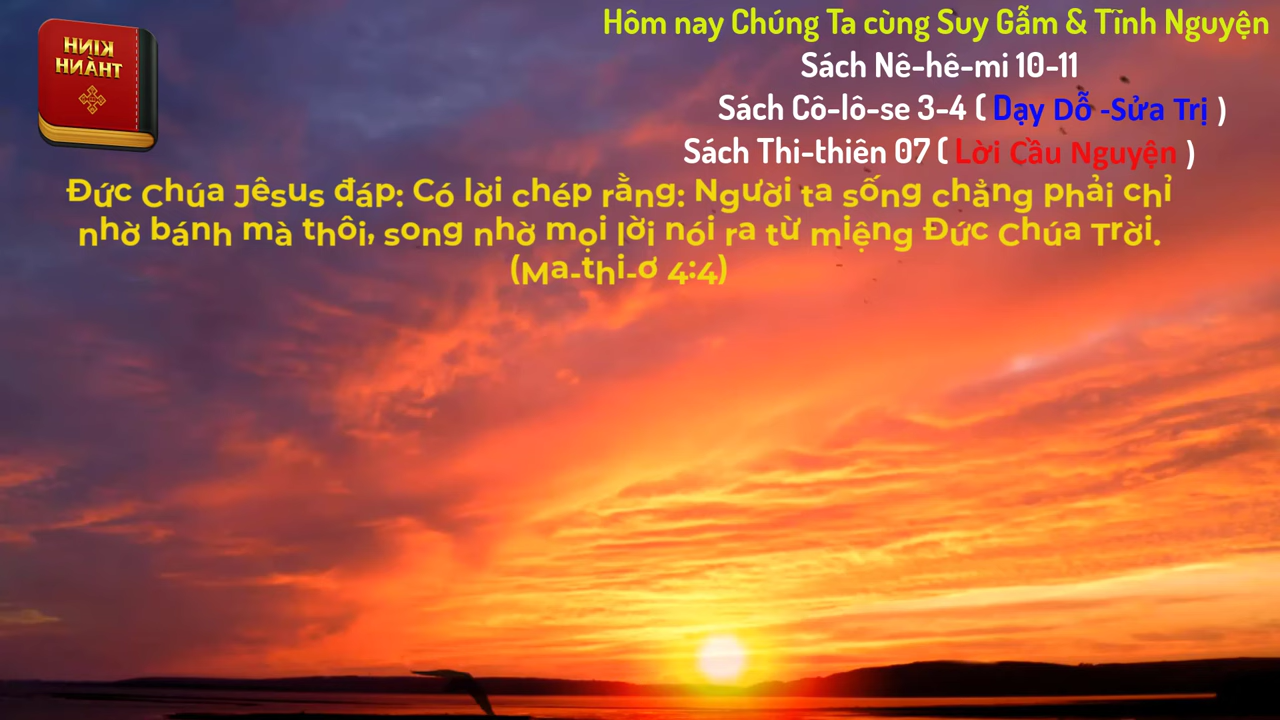 KINH
THÀNH
Hôm nay Chúng Ta cùng Suy Gẫm & Tĩnh Nguyện
Sách Nê-hê-mi 10-11
Sách Cô-lô-se 3-4 ( Dạy Dỗ -Sửa Trị )
Sách Thi-thiên 07 ( Lời Cầu Nguyện )
Đức Chúa Jêsus đáp: Có lời chép rằng: Người ta sống chẳng phải chỉ
nhờ bánh mà thôi, song nhờ mọi lời nói ra từ miệng Đức Chúa Trời.
(Ma-thi-ơ 4:4)